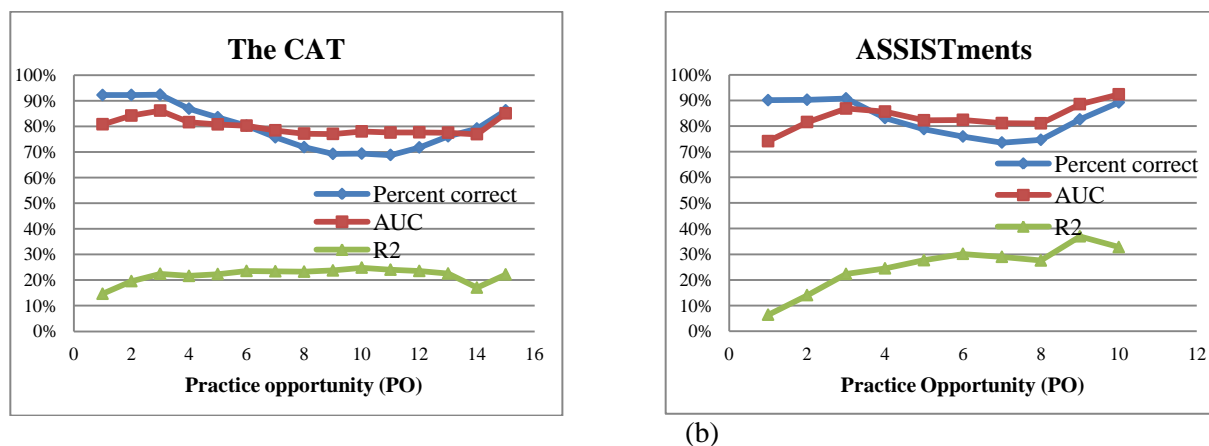 The CAT
100%
90%
80%
70%
60%
50%
40%
30%
20%
10%
0%
Percent correct
AUC
R2
0 2 4 6 8 10 12 14 16
Practice opportunity (PO)
ASSISTments
100%
90%
80%
70%
60%
50%
40%
30%
20%
10%
0%
Percent correct
AUC
R2
0 2 4 6 8 10 12
Practice Opportunity (PO)
(b)